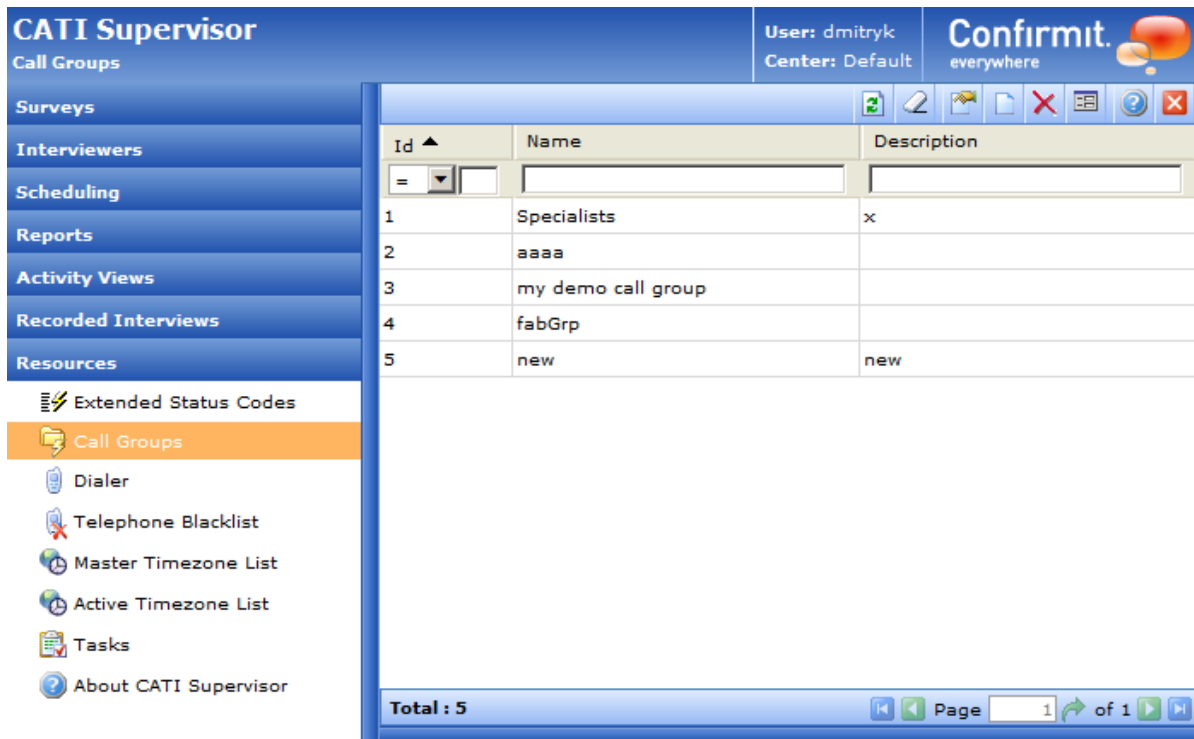 CATI Supervisor
Call Groups
User: dmitryk
Center: Default
Confirmit.
everywhere
Surveys
Interviewers
Scheduling
Reports
Activity Views
Recorded Interviews
Resources
Extended Status Codes
Call Groups
Dialer
Telephone Blacklist
Master Timezone List
Active Timezone List
Tasks
About CATI Supervisor
Id Name Description
=
1 Specialists x
2 aaaa
3 my demo call group
4 fabGrp
5 new new
Total : 5 Page 1 of 1